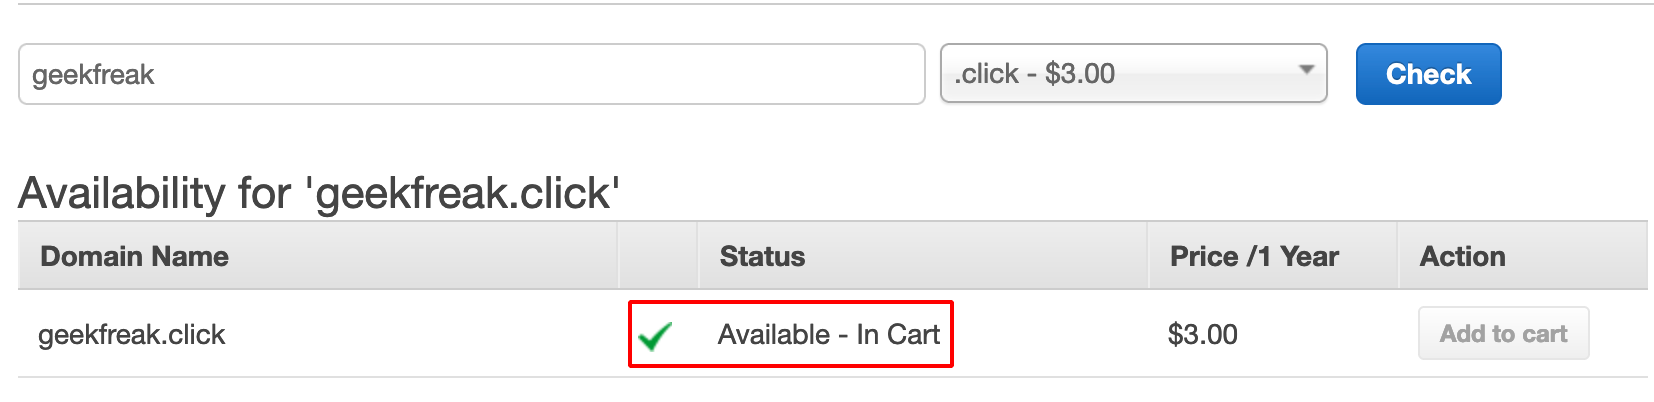 geekfreak .click - $3.00 Check
Availability for 'geekfreak.click'
Domain Name Status Price /1 Year Action
geekfreak.click Available - In Cart $3.00 Add to cart